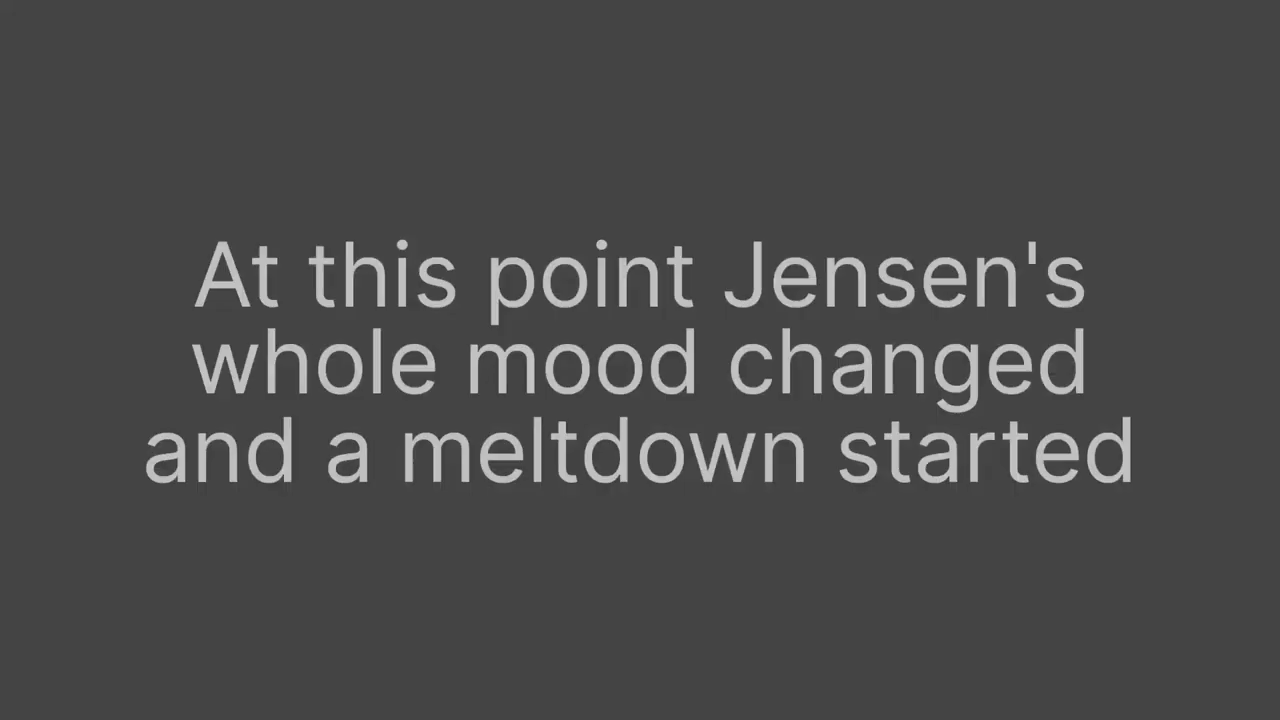 At this point Jensen's
whole mood changed
and a meltdown started